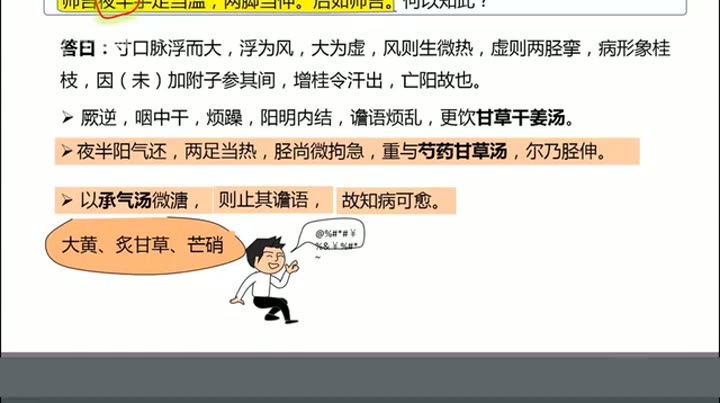 师言夜半手足当温，两脚当伸。后如师言。何以知此？
答曰：寸口脉浮而大，浮为风，大为虚，风则生微热，虚则两胫挛，病形象桂
枝，因（未）加附子参其间，增桂令汗出，亡阳故也。
➢ 厥逆，咽中干，烦躁，阳明内结，谵语烦乱，更饮甘草干姜汤。
➢夜半阳气还，两足当热，胫尚微拘急，重与芍药甘草汤，尔乃胫伸。
➢ 以承气汤微溏，则止其谵语，故知病可愈。
大黄、炙甘草、芒硝
@%#*#￥
%&￥%#*
~